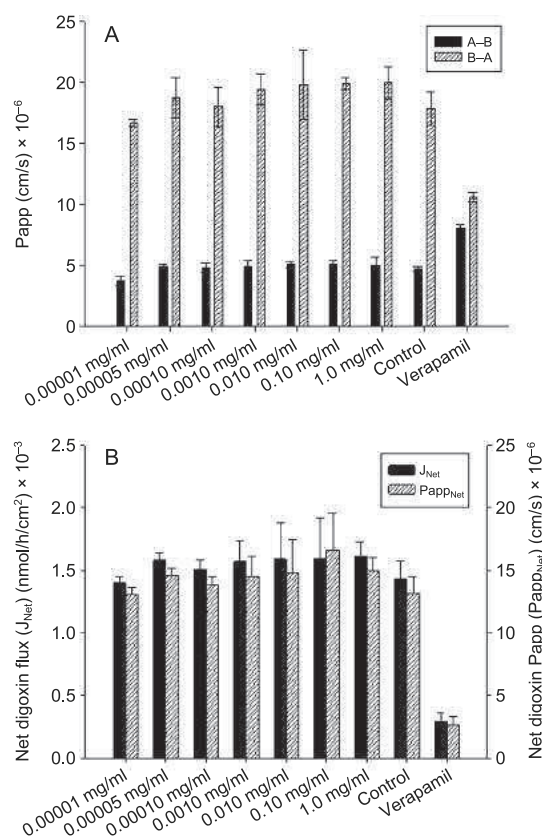 A
A–B
B–A
Papp (cm/s) × 10⁻⁶
25
20
15
10
5
0
0.00001 mg/ml
0.00005 mg/ml
0.00010 mg/ml
0.0010 mg/ml
0.010 mg/ml
0.10 mg/ml
1.0 mg/ml
Control
Verapamil
B
J_Net
Papp_Net
Net digoxin flux (J_Net) (nmol/h/cm²) × 10⁻³
2.5
2.0
1.5
1.0
0.5
0.0
25
20
15
10
5
0
Net digoxin Papp (Papp_Net) (cm/s) × 10⁻⁶
0.00001 mg/ml
0.00005 mg/ml
0.00010 mg/ml
0.0010 mg/ml
0.010 mg/ml
0.10 mg/ml
1.0 mg/ml
Control
Verapamil